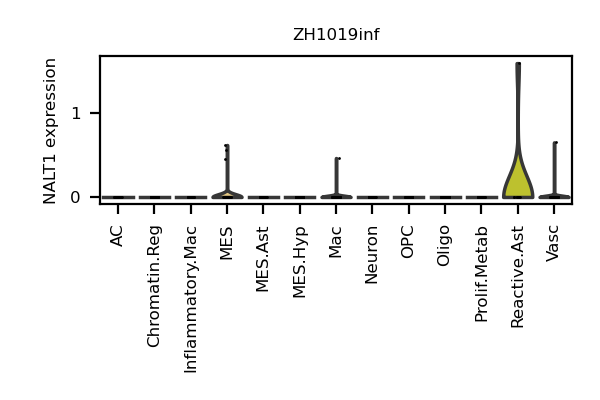 ZH1019inf
NALT1 expression
1
0
AC
Chromatin.Reg
Inflammatory.Mac
MES
MES.Ast
MES.Hyp
Mac
Neuron
OPC
Oligo
Prolif.Metab
Reactive.Ast
Vasc